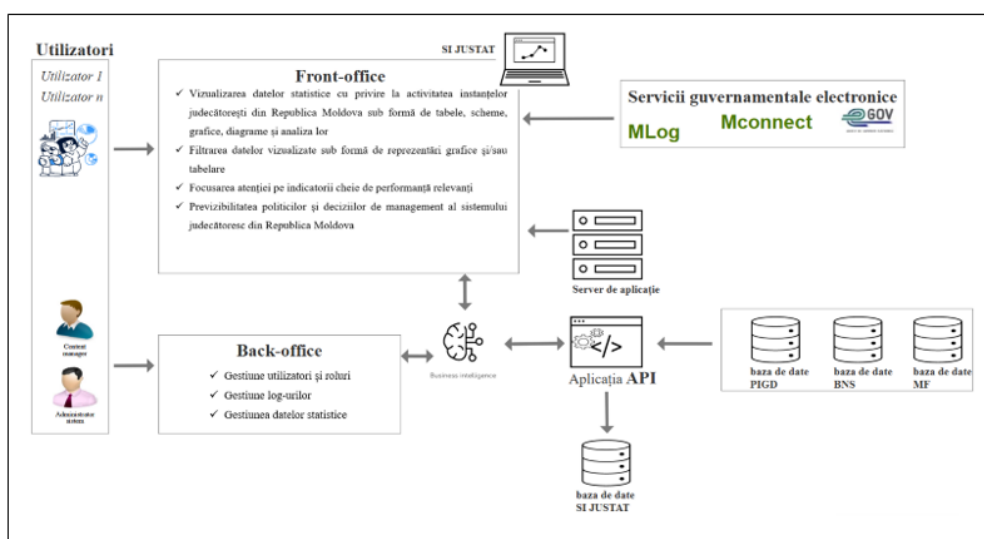 Utilizatori
Utilizator 1
Utilizator n
Content
manager
Administrator
sistem
SI JUSTAT
Front-office
✓ Vizualizarea datelor statistice cu privire la activitatea instanțelor
judecătorești din Republica Moldova sub formă de tabele, scheme,
grafice, diagrame și analiza lor
✓ Filtrarea datelor vizualizate sub formă de reprezentări grafice și/sau
tabelare
✓ Focusarea atenției pe indicatorii cheie de performanță relevanți
✓ Previzibilitatea politicilor și deciziilor de management al sistemului
judecătoresc din Republica Moldova
Servicii guvernamentale electronice
MLog
Mconnect
GOV
Server de aplicație
Back-office
✓ Gestiune utilizatori și roluri
✓ Gestiune log-urilor
✓ Gestiunea datelor statistice
Business intelligence
</>
Aplicația API
baza de date
PIGD
baza de date
BNS
baza de date
MF
baza de date
SI JUSTAT